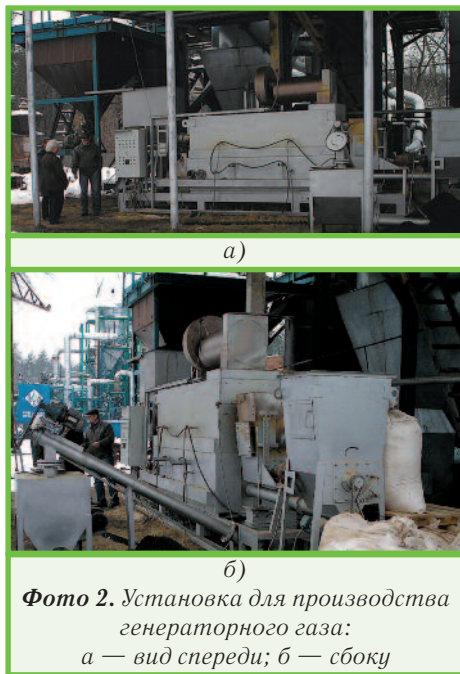 а)
б)
Фото 2. Установка для производства
генераторного газа:
а — вид спереди; б — сбоку